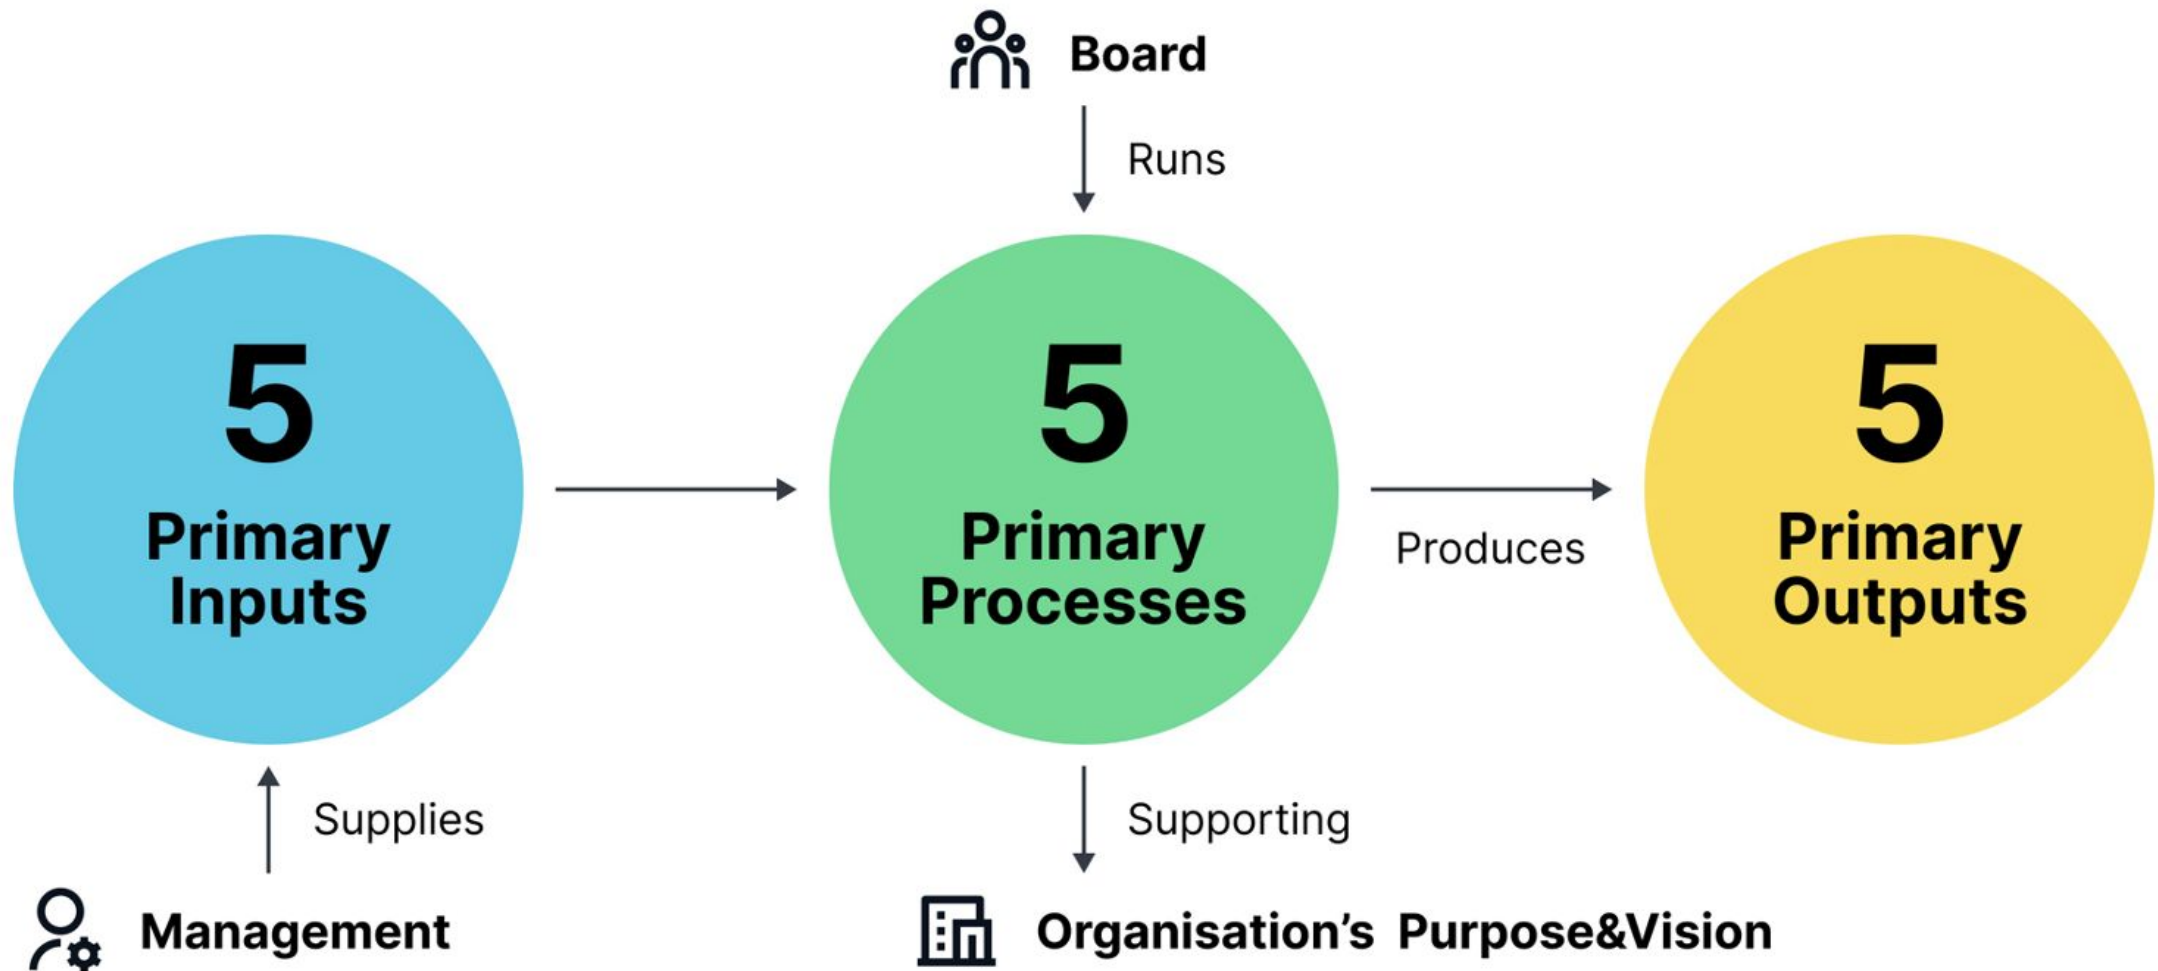 Board
Runs
5
Primary
Inputs
5
Primary
Processes
Produces
5
Primary
Outputs
Supplies
Supporting
Management
Organisation’s Purpose&Vision